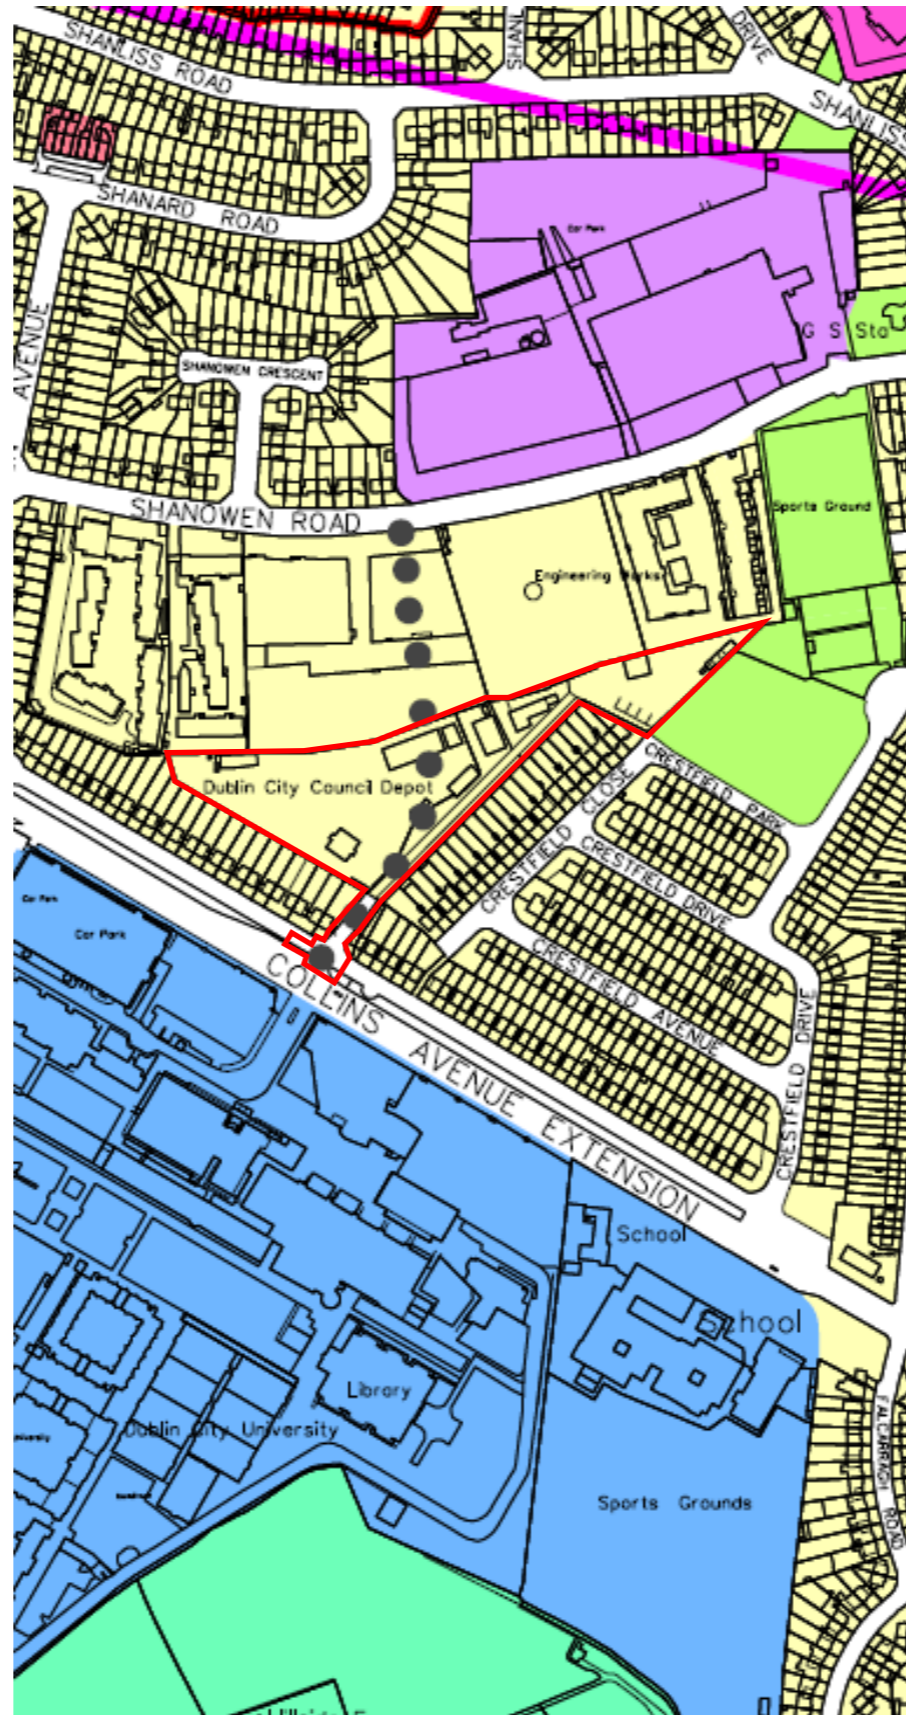 SHANLISS ROAD
SHANL
DRIVE
SHANLISS
SHANARD ROAD
Car Park
AVENUE
SHANOWEN CRESCENT
G S Sta
SHANOWEN ROAD
Sports Ground
Engineering Works
Dublin City Council Depot
CRESTFIELD PARK
CRESTFIELD CLOSE
CRESTFIELD DRIVE
CRESTFIELD AVENUE
CRESTFIELD DRIVE
Car Park
Car Park
COLLINS AVENUE EXTENSION
School
School
Library
Dublin City University
Sports Grounds
FALCARRAGH ROAD